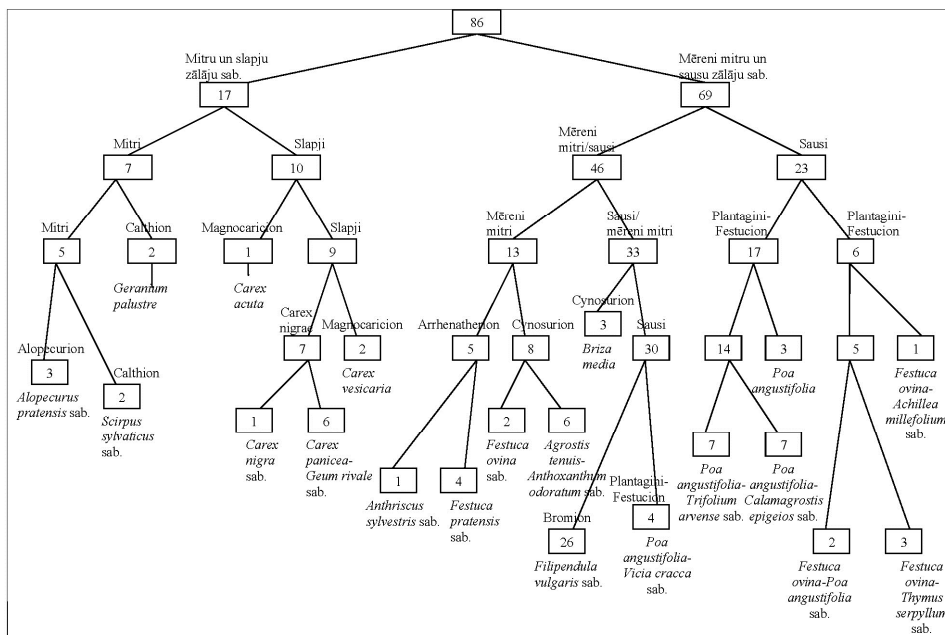 86
Mitru un slapju
zālāju sab.
17
Mēreni mitru un
sausu zālāju sab.
69
Mitri
7
Slapji
10
Mēreni
mitri/sausi
46
Sausi
23
Mitri
5
Calthion
2
Geranium
palustre
Magnocaricion
1
Carex
acuta
Slapji
9
Mēreni
mitri
13
Sausi/
mēreni mitri
33
Plantagini-
Festucion
17
Plantagini-
Festucion
6
Alopecurion
3
Alopecurus
pratensis sab.
Calthion
2
Scirpus
sylvaticus
sab.
Carex
nigrae
7
Magnocaricion
2
Carex
vesicaria
Arrhenatherion
5
Cynosurion
8
Cynosurion
3
Briza
media
Sausi
30
14
3
Poa
angustifolia
5
1
Festuca
ovina-
Achillea
millefolium
sab.
1
Carex
nigra
sab.
6
Carex
panicea-
Geum rivale
sab.
1
Anthriscus
sylvestris sab.
4
Festuca
pratensis
sab.
2
Festuca
ovina
sab.
6
Agrostis
tenuis-
Anthoxanthum
odoratum sab.
Bromion
26
Filipendula
vulgaris sab.
Plantagini-
Festucion
4
Poa
angustifolia-
Vicia cracca
sab.
7
Poa
angustifolia-
Trifolium
arvense sab.
7
Poa
angustifolia-
Calamagrostis
epigeios sab.
2
Festuca
ovina-Poa
angustifolia
sab.
3
Festuca
ovina-
Thymus
serpyllum
sab.